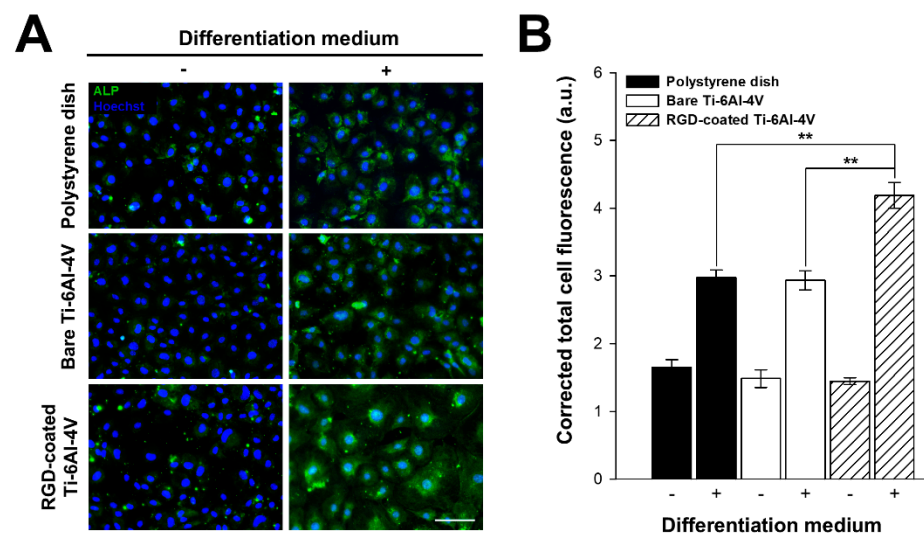 A
Differentiation medium
- +
ALP
Hoechst
Polystyrene dish
Bare Ti-6Al-4V
RGD-coated
Ti-6Al-4V
B
Corrected total cell fluorescence (a.u.)
6
5
4
3
2
1
0
Polystyrene dish
Bare Ti-6Al-4V
RGD-coated Ti-6Al-4V
**
**
- + - + - +
Differentiation medium